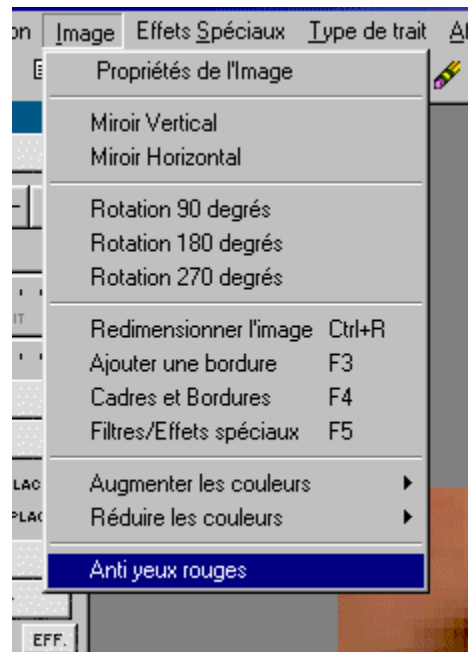 on Image Effets Spéciaux Type de trait
Propriétés de l'Image
Miroir Vertical
Miroir Horizontal
Rotation 90 degrés
Rotation 180 degrés
Rotation 270 degrés
Redimensionner l'image Ctrl+R
Ajouter une bordure F3
Cadres et Bordures F4
Filtres/Effets spéciaux F5
Augmenter les couleurs
Réduire les couleurs
Anti yeux rouges
EFF.